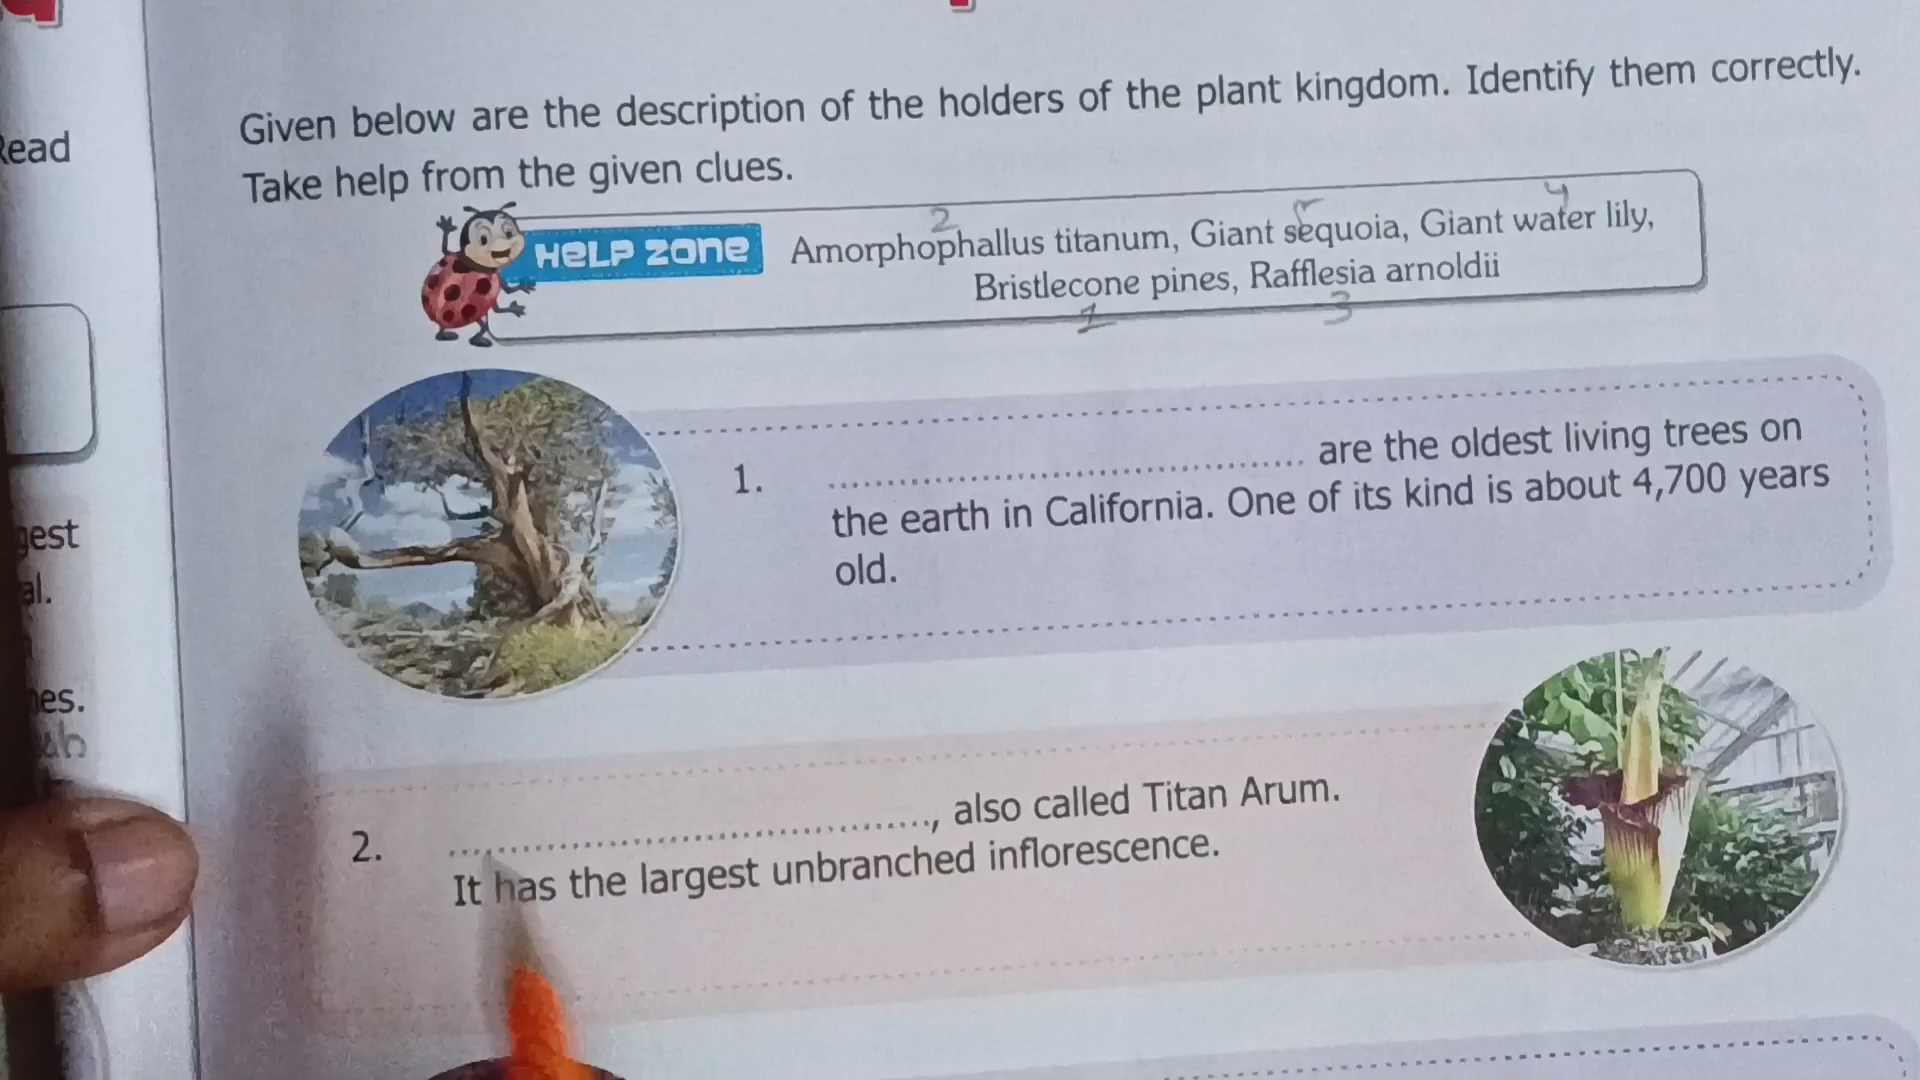 Read
Given below are the description of the holders of the plant kingdom. Identify them correctly.
Take help from the given clues.
2 5 4
HELP ZONE Amorphophallus titanum, Giant sequoia, Giant water lily,
Bristlecone pines, Rafflesia arnoldii
1 3
1. .......................................... are the oldest living trees on
the earth in California. One of its kind is about 4,700 years
old.
gest
al.
es.
2. .........................................., also called Titan Arum.
It has the largest unbranched inflorescence.